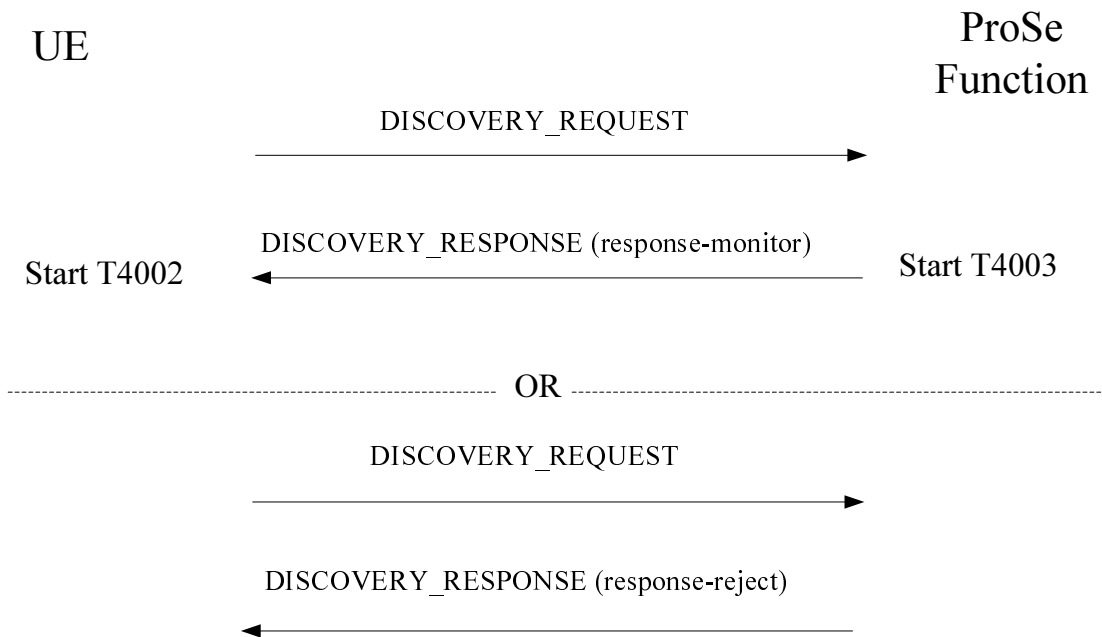 UE
ProSe
Function
DISCOVERY_REQUEST
DISCOVERY_RESPONSE (response-monitor)
Start T4002
Start T4003
OR
DISCOVERY_REQUEST
DISCOVERY_RESPONSE (response-reject)